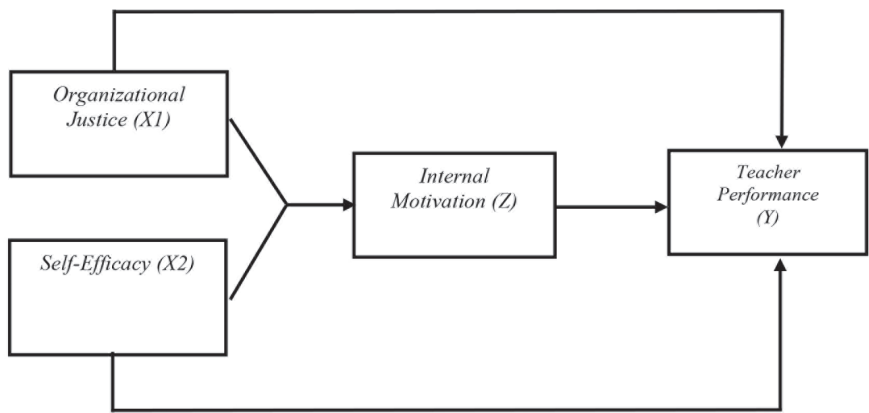 Organizational
Justice (X1)
Self-Efficacy (X2)
Internal
Motivation (Z)
Teacher
Performance
(Y)